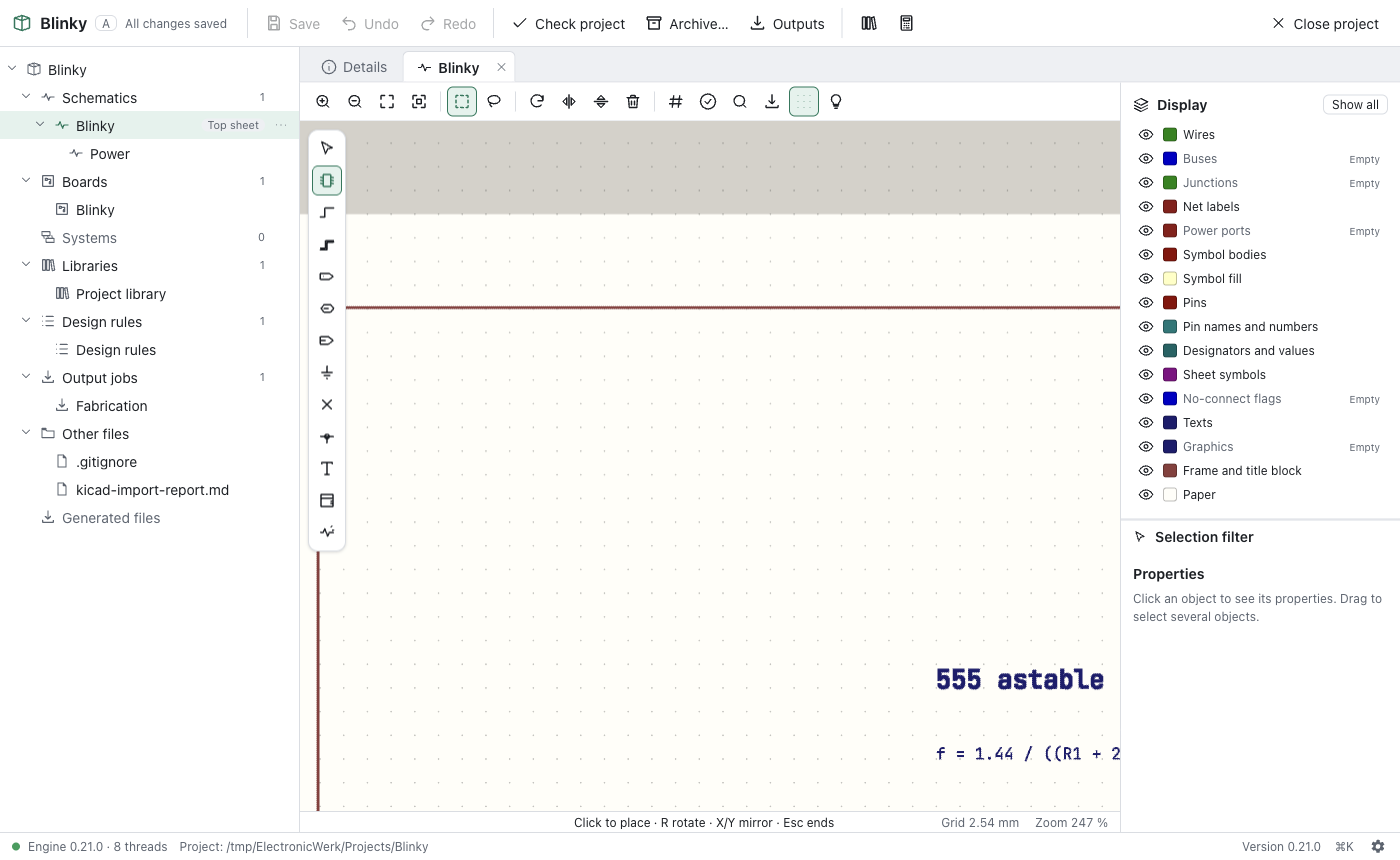 Blinky A All changes saved Save Undo Redo Check project Archive... Outputs Close project
Blinky
Schematics 1
Blinky Top sheet ···
Power
Boards 1
Blinky
Systems 0
Libraries 1
Project library
Design rules 1
Design rules
Output jobs 1
Fabrication
Other files
.gitignore
kicad-import-report.md
Generated files
Details Blinky
555 astable
f = 1.44 / ((R1 + 2
Click to place · R rotate · X/Y mirror · Esc ends Grid 2.54 mm Zoom 247 %
Display Show all
Wires
Buses Empty
Junctions Empty
Net labels
Power ports Empty
Symbol bodies
Symbol fill
Pins
Pin names and numbers
Designators and values
Sheet symbols
No-connect flags Empty
Texts
Graphics Empty
Frame and title block
Paper
Selection filter
Properties
Click an object to see its properties. Drag to
select several objects.
Engine 0.21.0 · 8 threads Project: /tmp/ElectronicWerk/Projects/Blinky Version 0.21.0 ⌘K